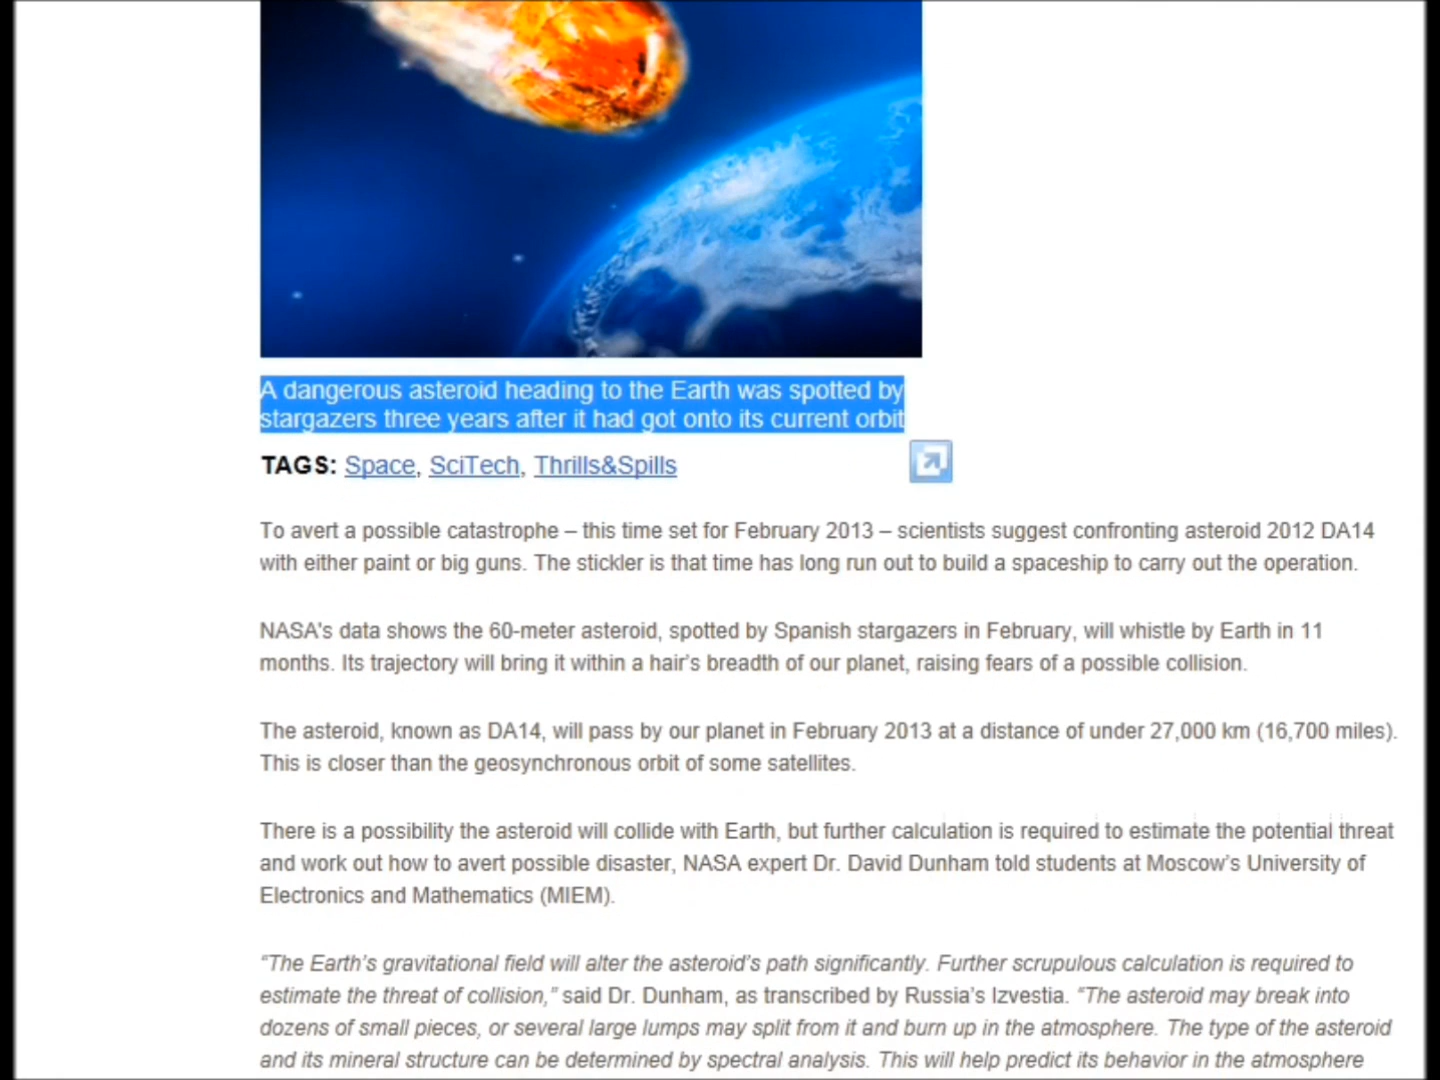 A dangerous asteroid heading to the Earth was spotted by
stargazers three years after it had got onto its current orbit
TAGS: Space, SciTech, Thrills&Spills
To avert a possible catastrophe – this time set for February 2013 – scientists suggest confronting asteroid 2012 DA14
with either paint or big guns. The stickler is that time has long run out to build a spaceship to carry out the operation.
NASA's data shows the 60-meter asteroid, spotted by Spanish stargazers in February, will whistle by Earth in 11
months. Its trajectory will bring it within a hair's breadth of our planet, raising fears of a possible collision.
The asteroid, known as DA14, will pass by our planet in February 2013 at a distance of under 27,000 km (16,700 miles).
This is closer than the geosynchronous orbit of some satellites.
There is a possibility the asteroid will collide with Earth, but further calculation is required to estimate the potential threat
and work out how to avert possible disaster, NASA expert Dr. David Dunham told students at Moscow's University of
Electronics and Mathematics (MIEM).
“The Earth's gravitational field will alter the asteroid's path significantly. Further scrupulous calculation is required to
estimate the threat of collision,” said Dr. Dunham, as transcribed by Russia's Izvestia. “The asteroid may break into
dozens of small pieces, or several large lumps may split from it and burn up in the atmosphere. The type of the asteroid
and its mineral structure can be determined by spectral analysis. This will help predict its behavior in the atmosphere